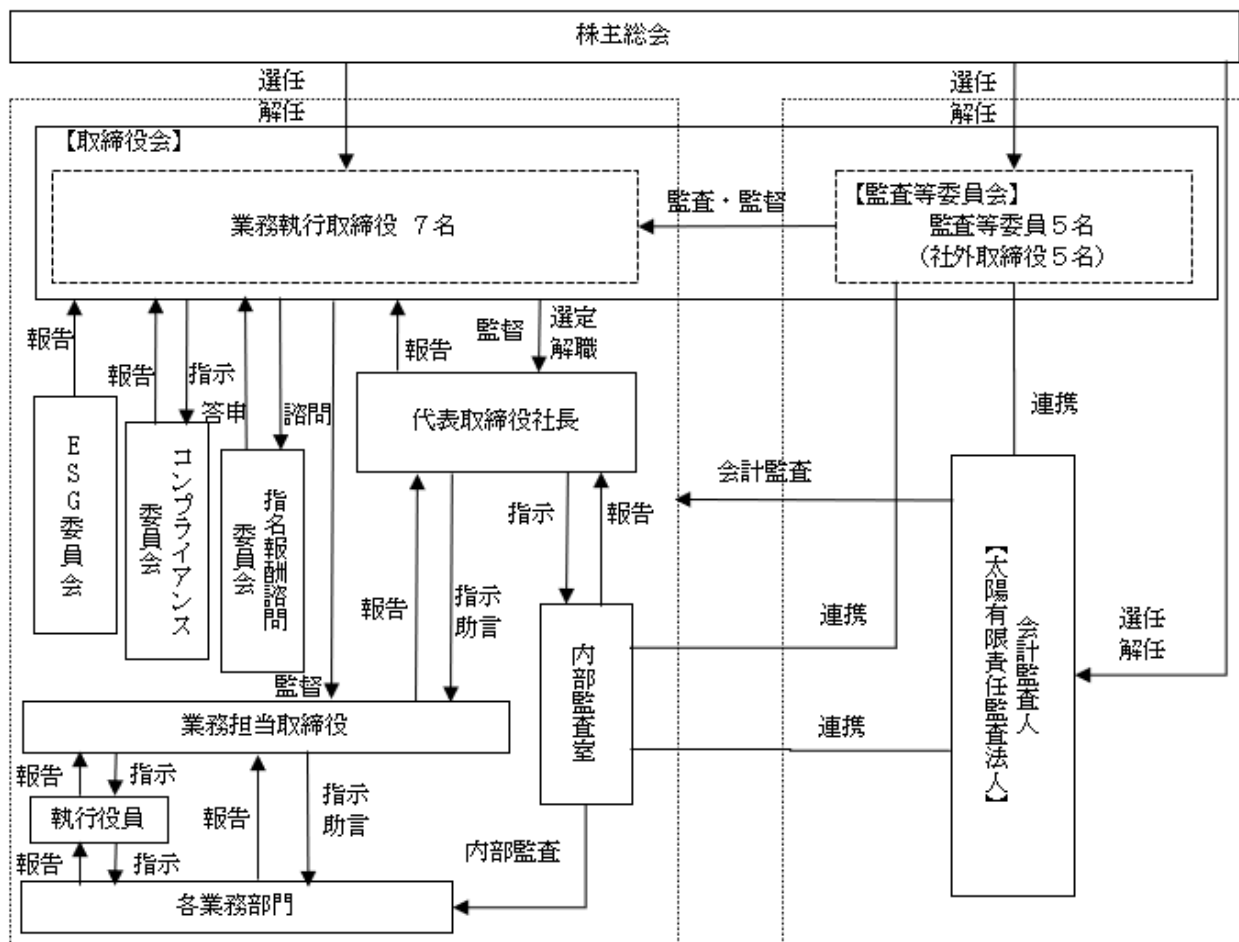 株主総会
選任
解任
選任
解任
【取締役会】
業務執行取締役 7名
監査・監督
【監査等委員会】
監査等委員5名
(社外取締役5名)
報告
報告
指示
答申
諮問
報告
監督
選定
解職
代表取締役社長
連携
ESG委員会
コンプライアンス
委員会
指名報酬諮問
委員会
会計監査
指示
報告
報告
指示
助言
内部監査室
連携
連携
会計監査人
【太陽有限責任監査法人】
選任
解任
監督
業務担当取締役
報告
指示
執行役員
報告
指示
報告
指示
助言
内部監査
各業務部門